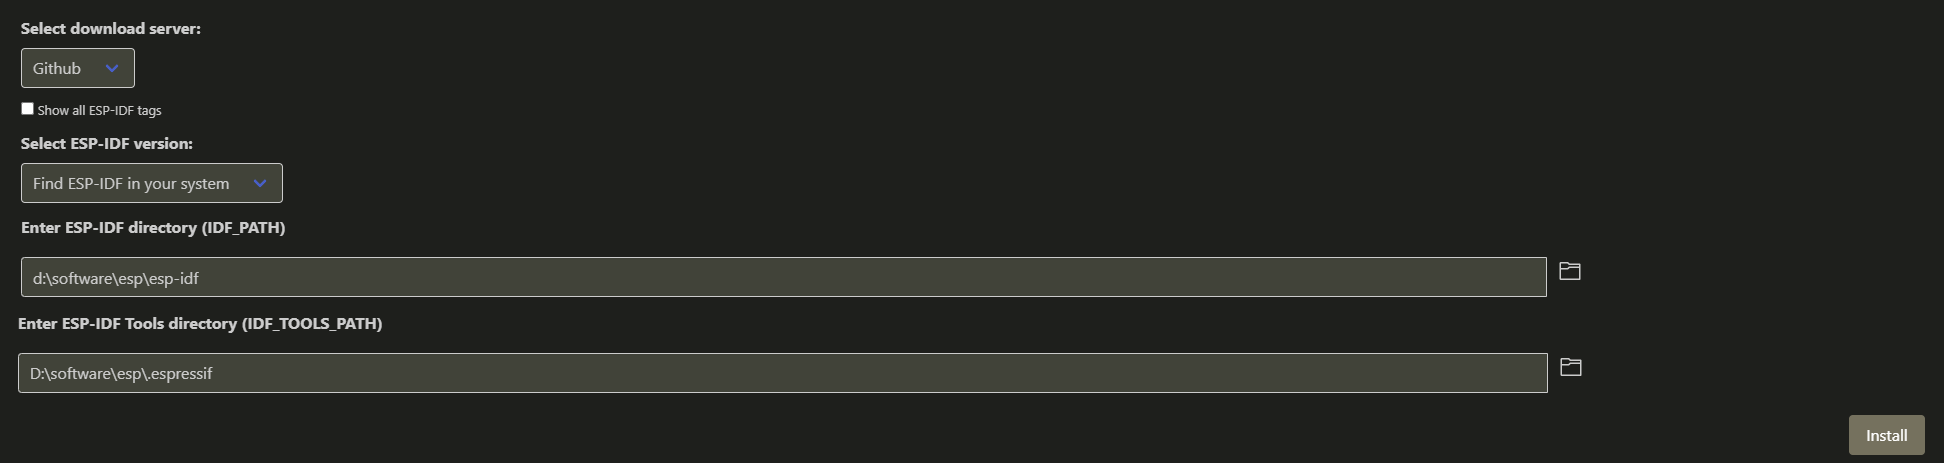 Select download server:
Github
Show all ESP-IDF tags
Select ESP-IDF version:
Find ESP-IDF in your system
Enter ESP-IDF directory (IDF_PATH)
d:\software\esp\esp-idf
Enter ESP-IDF Tools directory (IDF_TOOLS_PATH)
D:\software\esp\.espressif
Install